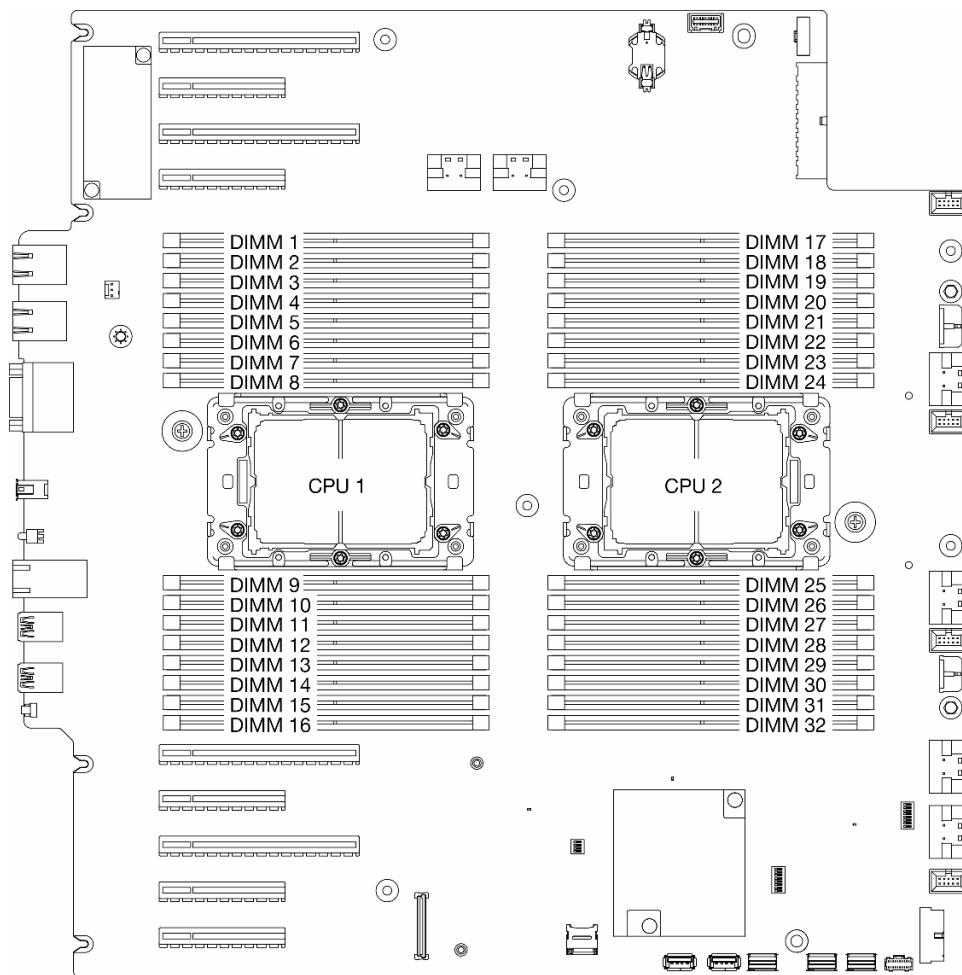 DIMM 1
DIMM 2
DIMM 3
DIMM 4
DIMM 5
DIMM 6
DIMM 7
DIMM 8
DIMM 17
DIMM 18
DIMM 19
DIMM 20
DIMM 21
DIMM 22
DIMM 23
DIMM 24
CPU 1
CPU 2
DIMM 9
DIMM 10
DIMM 11
DIMM 12
DIMM 13
DIMM 14
DIMM 15
DIMM 16
DIMM 25
DIMM 26
DIMM 27
DIMM 28
DIMM 29
DIMM 30
DIMM 31
DIMM 32